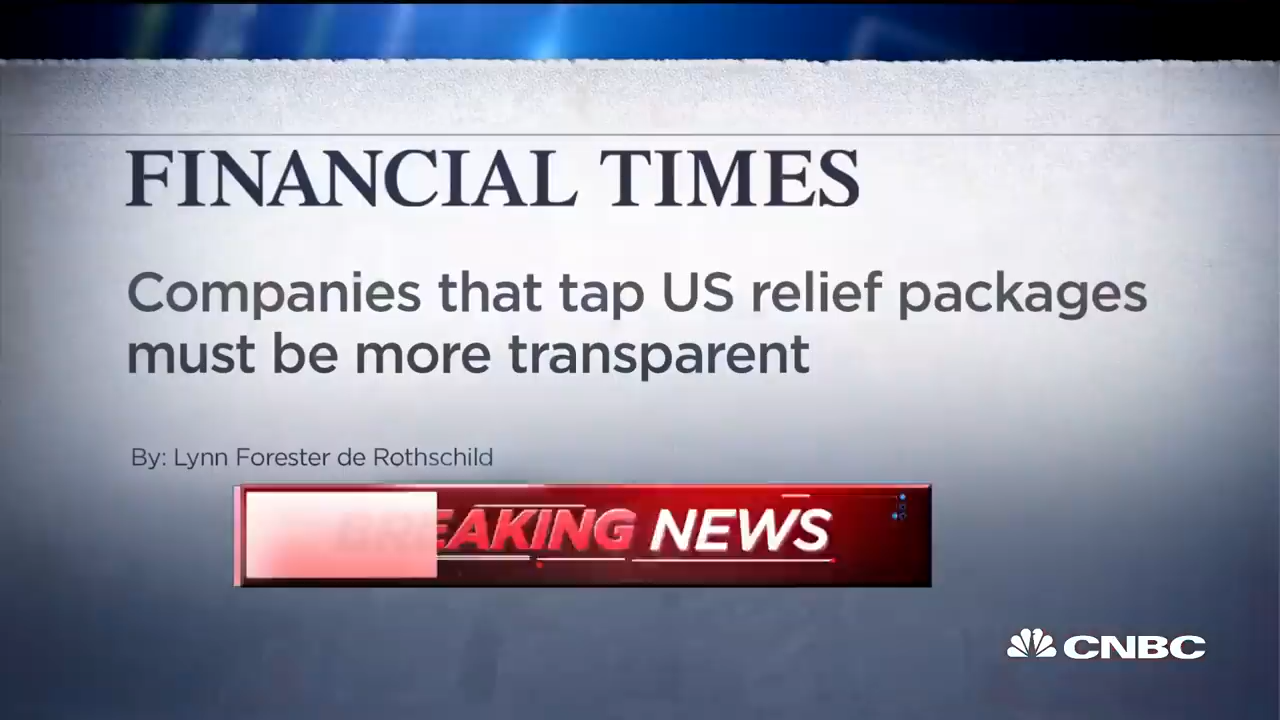 FINANCIAL TIMES
Companies that tap US relief packages
must be more transparent
By: Lynn Forester de Rothschild
BREAKING NEWS
CNBC